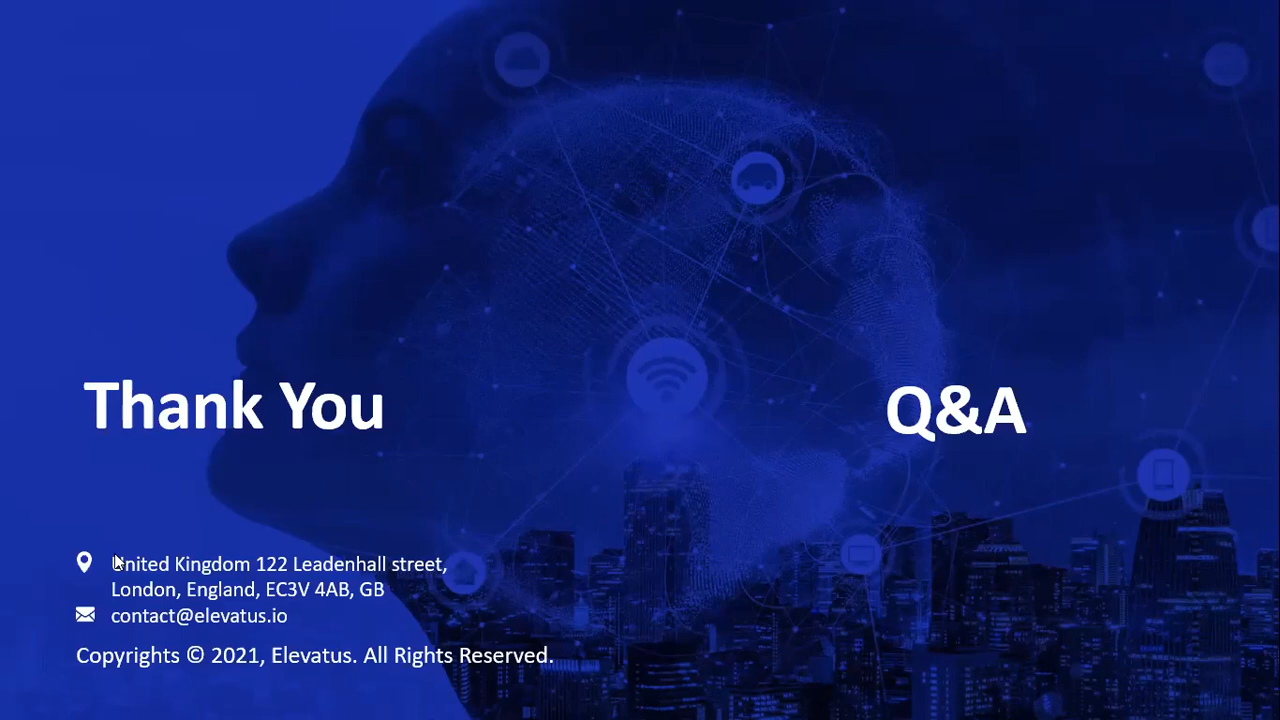 Thank You
Q&A
United Kingdom 122 Leadenhall street,
London, England, EC3V 4AB, GB
contact@elevatus.io
Copyrights © 2021, Elevatus. All Rights Reserved.